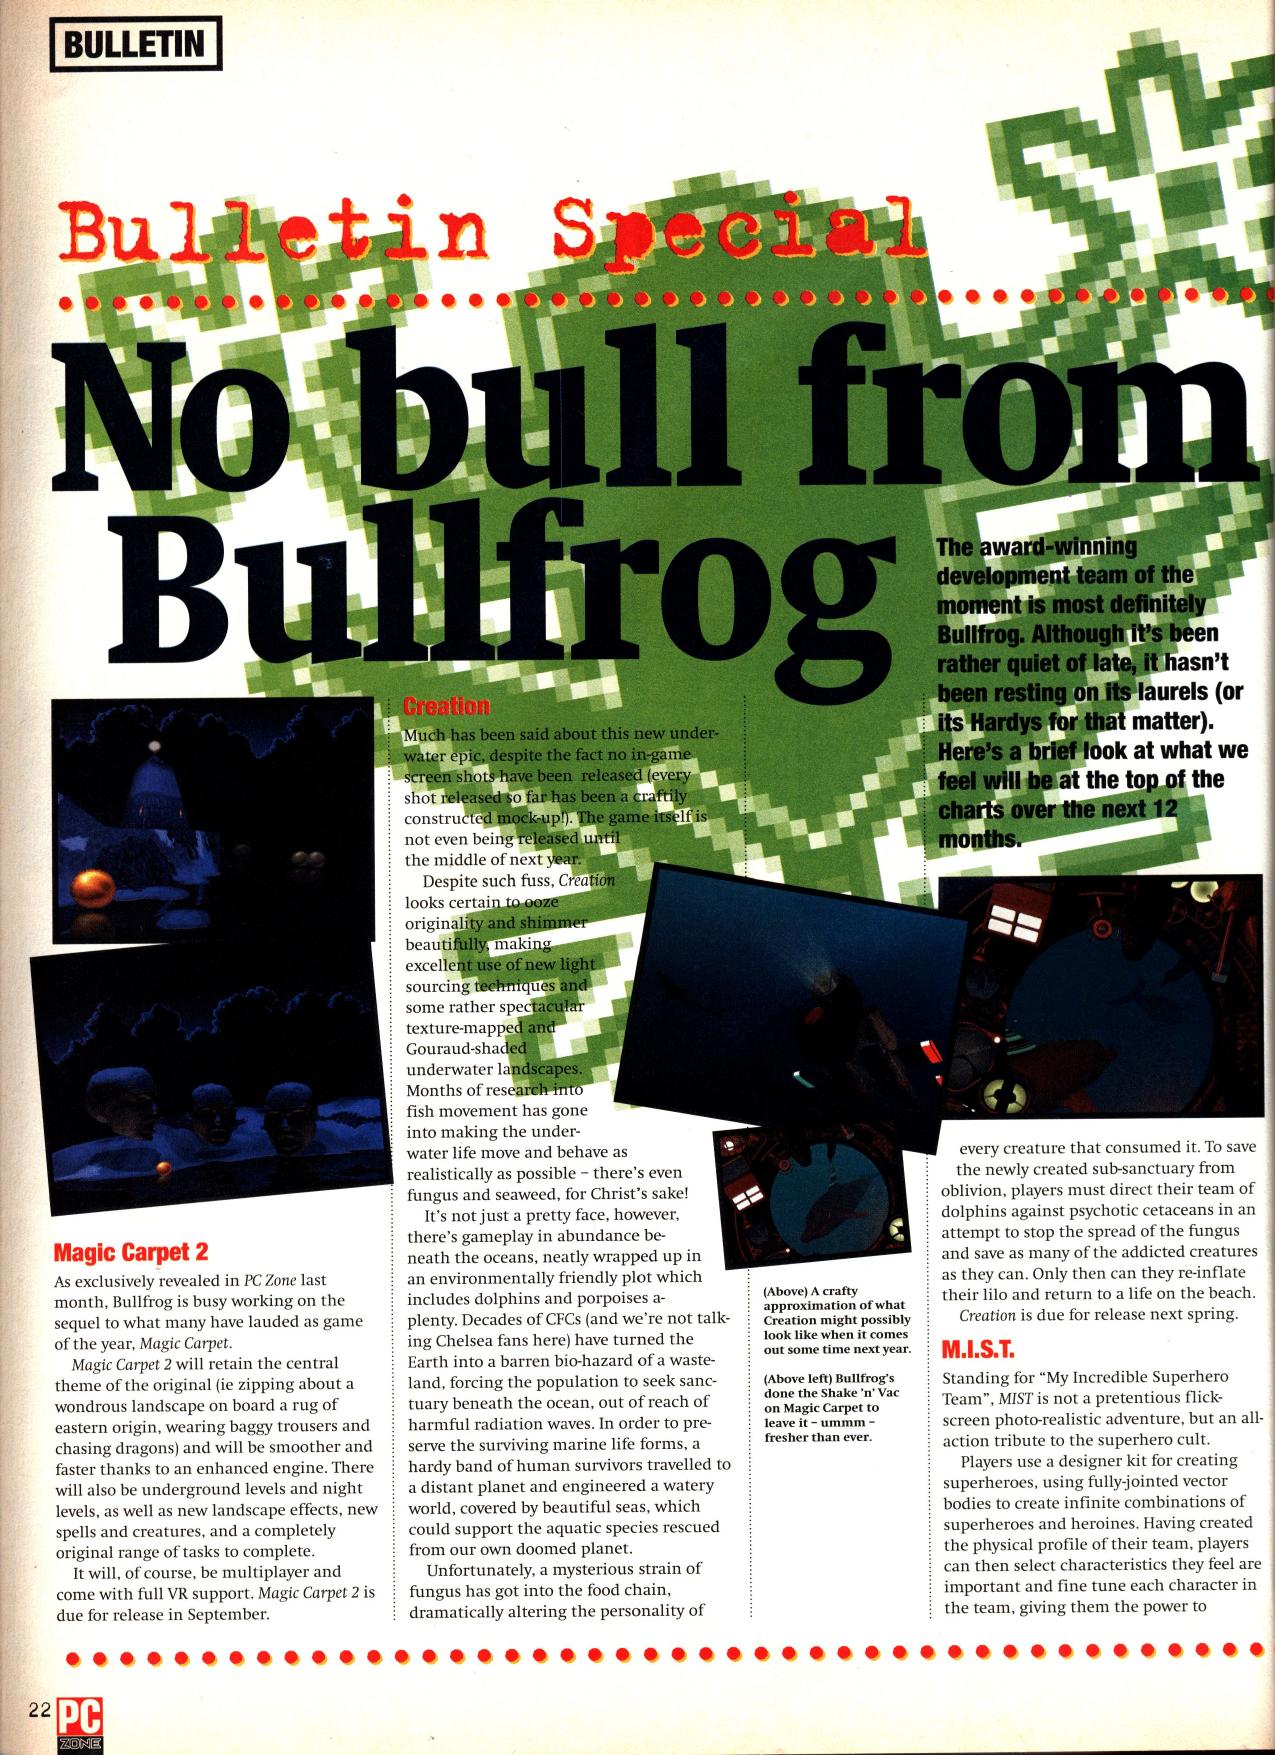 BULLETIN
Bulletin Special
No bull from
Bullfrog
The award-winning
development team of the
moment is most definitely
Bullfrog. Although it's been
rather quiet of late, it hasn't
been resting on its laurels (or
its Hardys for that matter).
Here's a brief look at what we
feel will be at the top of the
charts over the next 12
months.
Magic Carpet 2
As exclusively revealed in PC Zone last
month, Bullfrog is busy working on the
sequel to what many have lauded as game
of the year, Magic Carpet.
Magic Carpet 2 will retain the central
theme of the original (ie zipping about a
wondrous landscape on board a rug of
eastern origin, wearing baggy trousers and
chasing dragons) and will be smoother and
faster thanks to an enhanced engine. There
will also be underground levels and night
levels, as well as new landscape effects, new
spells and creatures, and a completely
original range of tasks to complete.
It will, of course, be multiplayer and
come with full VR support. Magic Carpet 2 is
due for release in September.
Creation
Much has been said about this new under-
water epic, despite the fact no in-game
screen shots have been released (every
shot released so far has been a craftily
constructed mock-up!). The game itself is
not even being released until
the middle of next year.
Despite such fuss, Creation
looks certain to ooze
originality and shimmer
beautifully, making
excellent use of new light
sourcing techniques and
some rather spectacular
texture-mapped and
Gouraud-shaded
underwater landscapes.
Months of research into
fish movement has gone
into making the under-
water life move and behave as
realistically as possible – there's even
fungus and seaweed, for Christ's sake!
It's not just a pretty face, however,
there's gameplay in abundance be-
neath the oceans, neatly wrapped up in
an environmentally friendly plot which
includes dolphins and porpoises a-
plenty. Decades of CFCs (and we're not talk-
ing Chelsea fans here) have turned the
Earth into a barren bio-hazard of a waste-
land, forcing the population to seek sanc-
tuary beneath the ocean, out of reach of
harmful radiation waves. In order to pre-
serve the surviving marine life forms, a
hardy band of human survivors travelled to
a distant planet and engineered a watery
world, covered by beautiful seas, which
could support the aquatic species rescued
from our own doomed planet.
Unfortunately, a mysterious strain of
fungus has got into the food chain,
dramatically altering the personality of
(Above) A crafty
approximation of what
Creation might possibly
look like when it comes
out some time next year.
(Above left) Bullfrog's
done the Shake 'n' Vac
on Magic Carpet to
leave it – ummm –
fresher than ever.
every creature that consumed it. To save
the newly created sub-sanctuary from
oblivion, players must direct their team of
dolphins against psychotic cetaceans in an
attempt to stop the spread of the fungus
and save as many of the addicted creatures
as they can. Only then can they re-inflate
their lilo and return to a life on the beach.
Creation is due for release next spring.
M.I.S.T.
Standing for “My Incredible Superhero
Team”, MIST is not a pretentious flick-
screen photo-realistic adventure, but an all-
action tribute to the superhero cult.
Players use a designer kit for creating
superheroes, using fully-jointed vector
bodies to create infinite combinations of
superheroes and heroines. Having created
the physical profile of their team, players
can then select characteristics they feel are
important and fine tune each character in
the team, giving them the power to
22 PC
ZONE